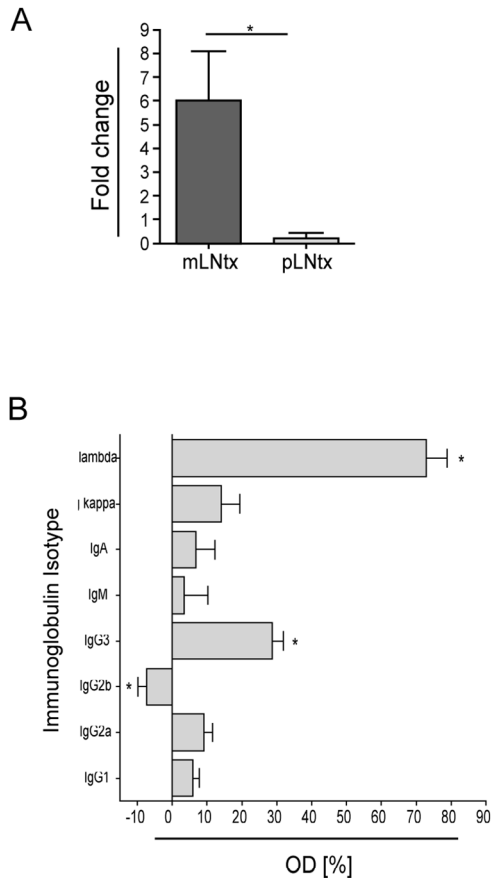 A
*
9
8
7
6
5
4
3
2
1
0
Fold change
mLNtx pLNtx
B
lambda
kappa
IgA
IgM
IgG3
IgG2b
IgG2a
IgG1
*
*
*
Immunoglobulin Isotype
-10 0 10 20 30 40 50 60 70 80 90
OD [%]